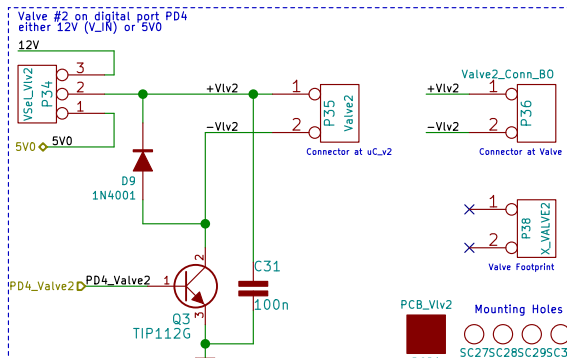 Valve #2 on digital port PD4
either 12V (V_IN) or 5V0
12V
VSel_Vlv2
P34
3
2
1
5V0
5V0
+Vlv2
-Vlv2
1
2
P35
Valve2
Connector at uC_v2
Valve2_Conn_BO
+Vlv2
-Vlv2
1
2
P36
Connector at Valve
D9
1N4001
1
2
P38
X_VALVE2
Valve Footprint
PD4_Valve2
PD4_Valve2
1
2
3
Q3
TIP112G
C31
100n
PCB_Vlv2
Mounting Holes
SC27SC28SC29SC3